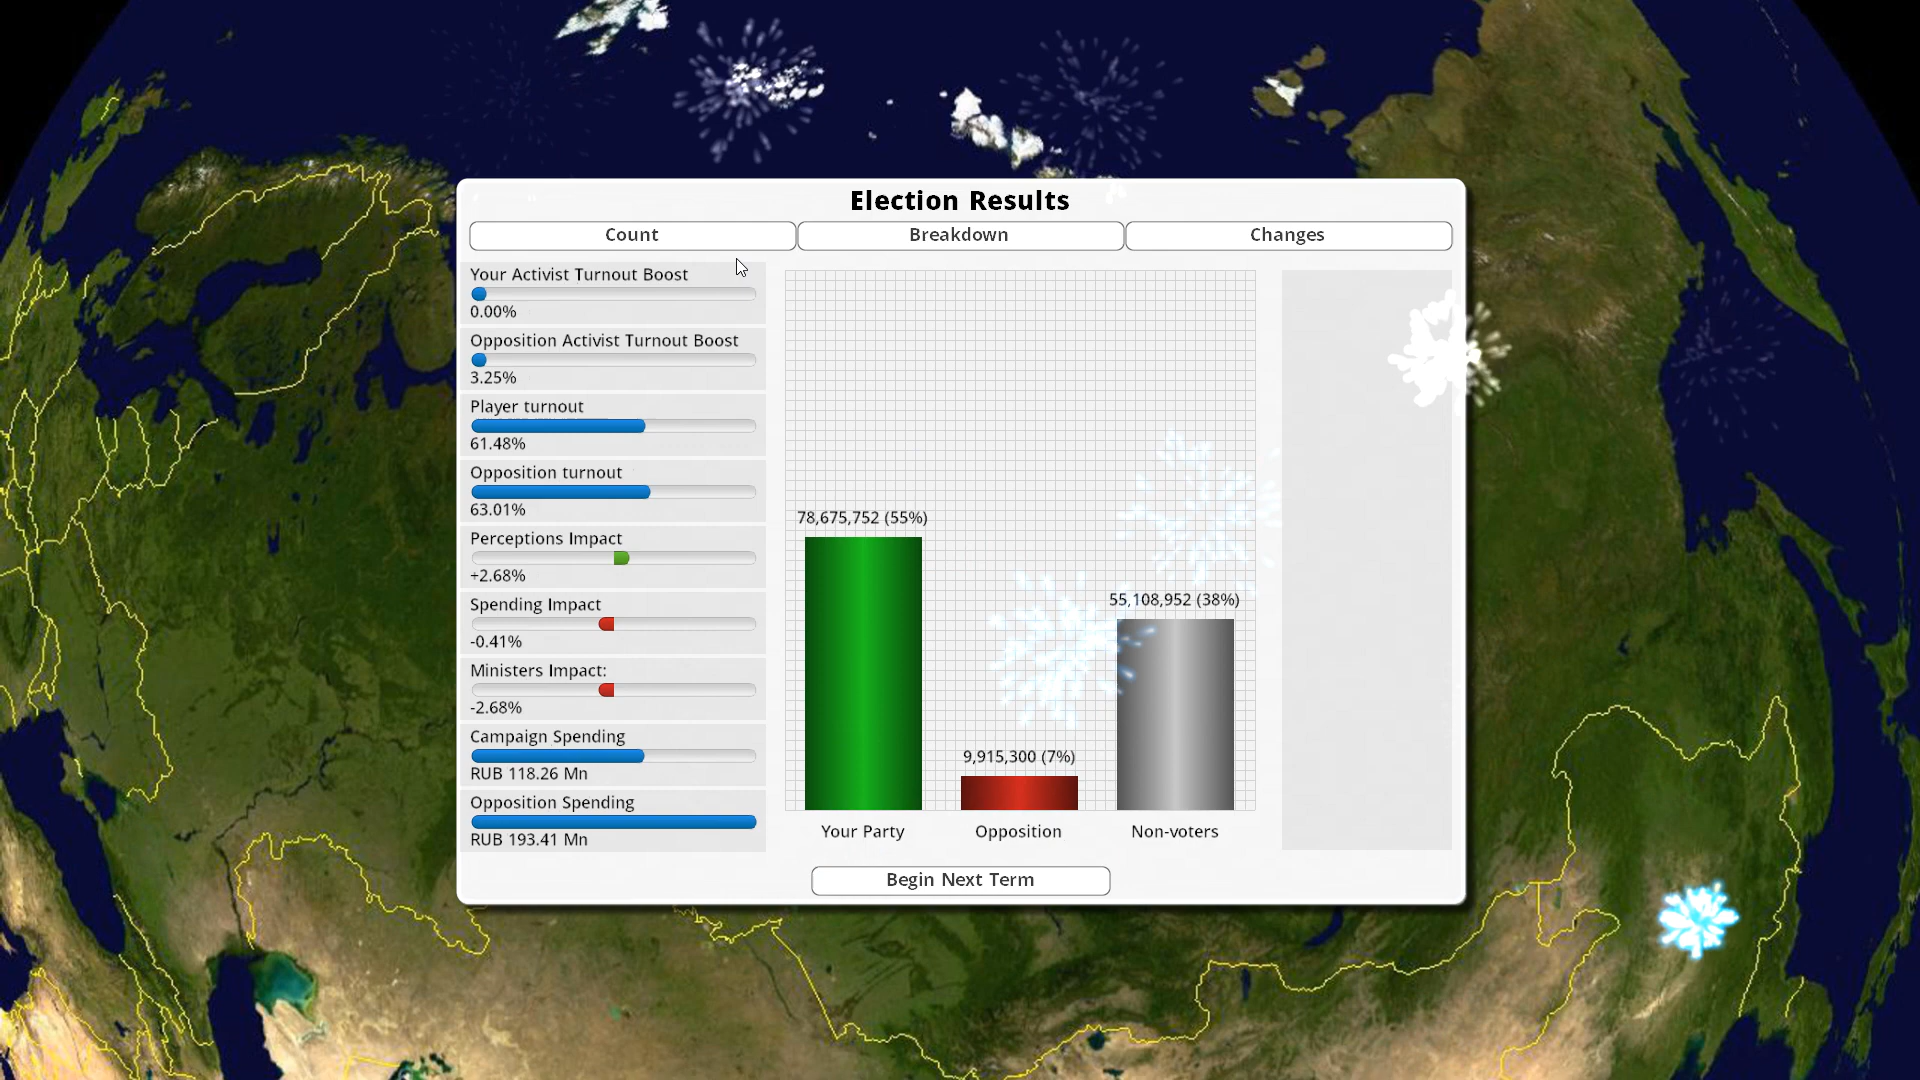 Election Results
Count
Breakdown
Changes
Your Activist Turnout Boost
0.00%
Opposition Activist Turnout Boost
3.25%
Player turnout
61.48%
Opposition turnout
63.01%
Perceptions Impact
+2.68%
Spending Impact
-0.41%
Ministers Impact:
-2.68%
Campaign Spending
RUB 118.26 Mn
Opposition Spending
RUB 193.41 Mn
78,675,752 (55%)
9,915,300 (7%)
55,108,952 (38%)
Your Party
Opposition
Non-voters
Begin Next Term